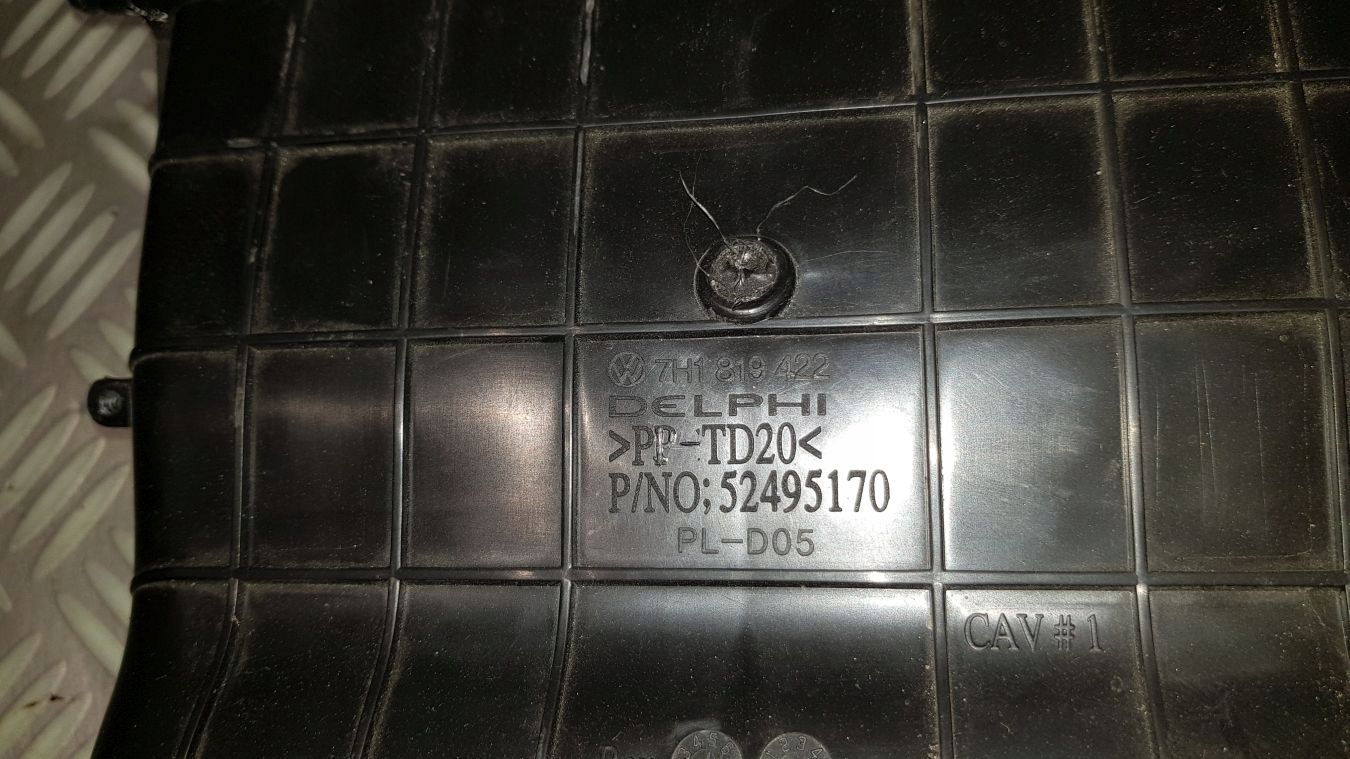 7H1 819 422
DELPHI
>PP-TD20<
P/NO;52495170
PL-D05
CAV # 1